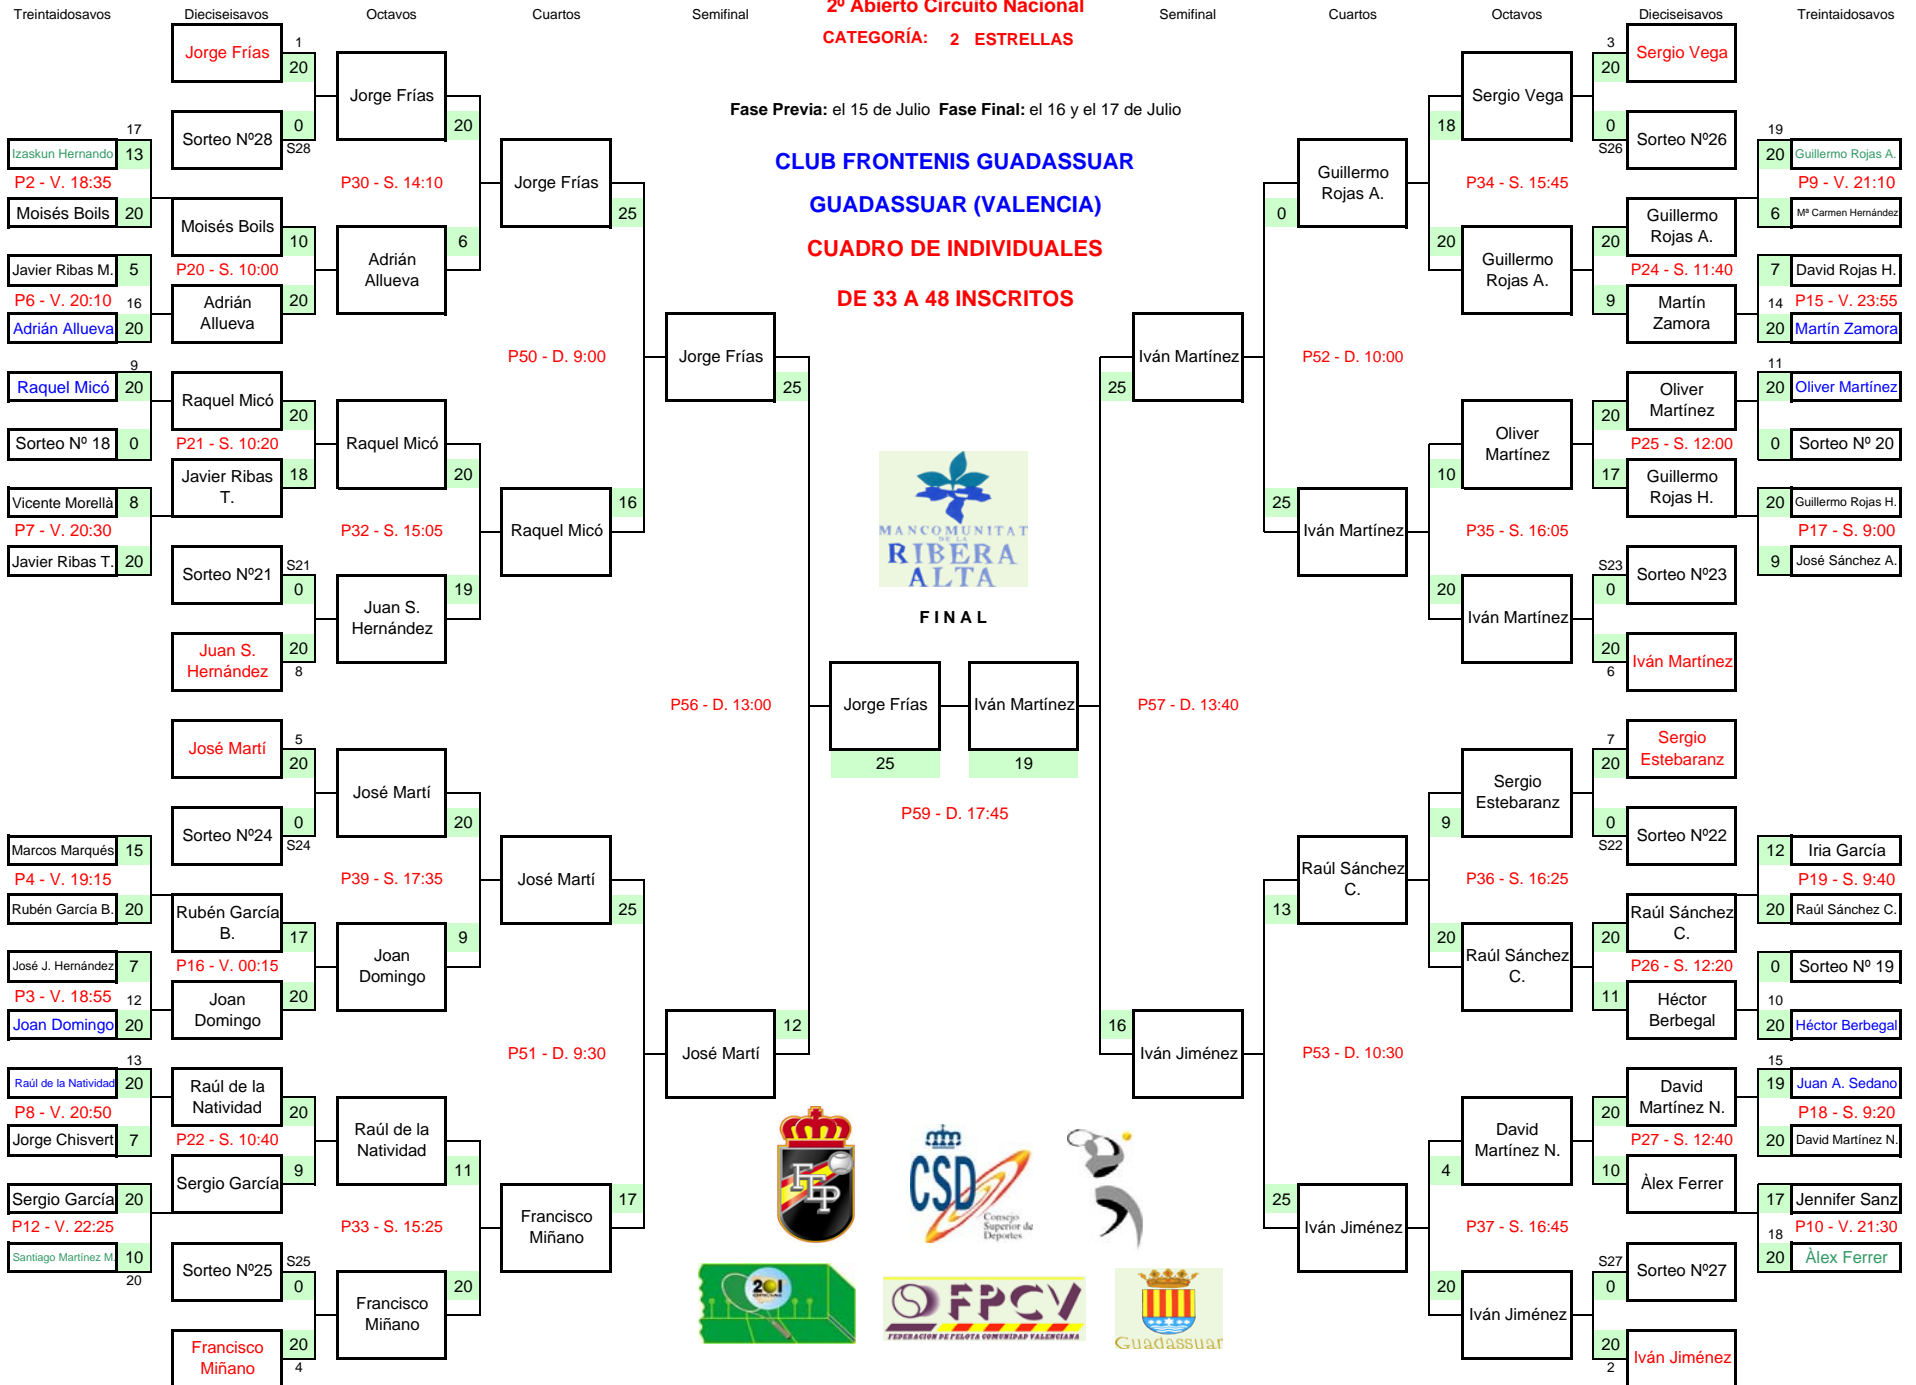 2º Abierto Circuito Nacional
Treintaidosavos Dieciseisavos Octavos Cuartos Semifinal Semifinal Cuartos Octavos Dieciseisavos Treintaidosavos
CATEGORÍA: 2 ESTRELLAS
Fase Previa: el 15 de Julio Fase Final: el 16 y el 17 de Julio
CLUB FRONTENIS GUADASSUAR
GUADASSUAR (VALENCIA)
CUADRO DE INDIVIDUALES
DE 33 A 48 INSCRITOS
17
Izaskun Hernando 13
P2 - V. 18:35
Moisés Boils 20
Javier Ribas M. 5
P6 - V. 20:10 16
Adrián Allueva 20
9
Raquel Micó 20
Sorteo Nº 18 0
Vicente Morellà 8
P7 - V. 20:30
Javier Ribas T. 20
Marcos Marqués 15
P4 - V. 19:15
Rubén García B. 20
José J. Hernández 7
P3 - V. 18:55 12
Joan Domingo 20
13
Raúl de la Natividad 20
P8 - V. 20:50
Jorge Chisvert 7
Sergio García 20
P12 - V. 22:25
Santiago Martínez M. 10
20
1
Jorge Frías 20
Sorteo Nº28 0
S28
Moisés Boils 10
P20 - S. 10:00
Adrián
Allueva 20
Raquel Micó 20
P21 - S. 10:20
Javier Ribas
T. 18
S21
Sorteo Nº21 0
Juan S.
Hernández 20
8
5
José Martí 20
Sorteo Nº24 0
S24
Rubén García
B. 17
P16 - V. 00:15
Joan
Domingo 20
Raúl de la
Natividad 20
P22 - S. 10:40
Sergio García 9
S25
Sorteo Nº25 0
Francisco
Miñano 20
4
Jorge Frías 20
P30 - S. 14:10
Adrián
Allueva 6
Raquel Micó 20
P32 - S. 15:05
Juan S.
Hernández 19
José Martí 20
P39 - S. 17:35
Joan
Domingo 9
Raúl de la
Natividad 11
P33 - S. 15:25
Francisco
Miñano 20
Jorge Frías 25
P50 - D. 9:00
Raquel Micó 16
José Martí 25
P51 - D. 9:30
Francisco
Miñano 17
Jorge Frías 25
P56 - D. 13:00
José Martí 12
MANCOMUNITAT
DE LA
RIBERA
ALTA
FINAL
Jorge Frías Iván Martínez
25 19
P59 - D. 17:45
Iván Martínez 25
P57 - D. 13:40
Iván Jiménez 16
Guillermo
Rojas A. 0
P52 - D. 10:00
Iván Martínez 25
Raúl Sánchez
C. 13
P53 - D. 10:30
Iván Jiménez 25
Sergio Vega 18
P34 - S. 15:45
Guillermo
Rojas A. 20
Oliver
Martínez 10
P35 - S. 16:05
Iván Martínez 20
Sergio
Estebaranz 9
P36 - S. 16:25
Raúl Sánchez
C. 20
David
Martínez N. 4
P37 - S. 16:45
Iván Jiménez 20
3
20 Sergio Vega
0 Sorteo Nº26
S26
20 Guillermo
Rojas A.
P24 - S. 11:40
9 Martín
Zamora
20 Oliver
Martínez
P25 - S. 12:00
17 Guillermo
Rojas H.
S23
0 Sorteo Nº23
20 Iván Martínez
6
7
20 Sergio
Estebaranz
0 Sorteo Nº22
S22
20 Raúl Sánchez
C.
P26 - S. 12:20
11 Héctor
Berbegal
20 David
Martínez N.
P27 - S. 12:40
10 Àlex Ferrer
S27
0 Sorteo Nº27
20 Iván Jiménez
2
19
20 Guillermo Rojas A.
P9 - V. 21:10
6 Mª Carmen Hernández
7 David Rojas H.
14 P15 - V. 23:55
20 Martín Zamora
11
20 Oliver Martínez
0 Sorteo Nº 20
20 Guillermo Rojas H.
P17 - S. 9:00
9 José Sánchez A.
12 Iria García
P19 - S. 9:40
20 Raúl Sánchez C.
0 Sorteo Nº 19
10
20 Héctor Berbegal
15
19 Juan A. Sedano
P18 - S. 9:20
20 David Martínez N.
17 Jennifer Sanz
P10 - V. 21:30
18
20 Àlex Ferrer
FEP
CSD
Consejo
Superior de
Deportes
FPCV
FEDERACION DE PELOTA COMUNIDAD VALENCIANA
Guadassuar